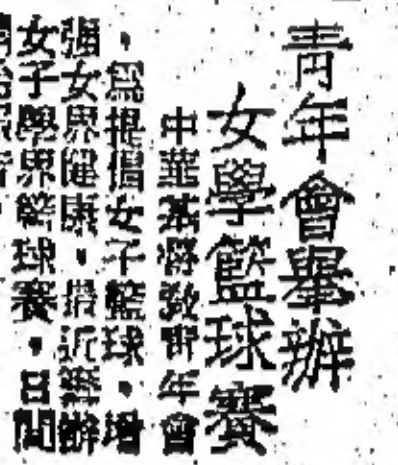 青年會舉辦
女學籃球賽
中華基督教青年會
，爲提倡女子籃球，增
强女界健康，最近舉辦
女子學界籃球賽，日間